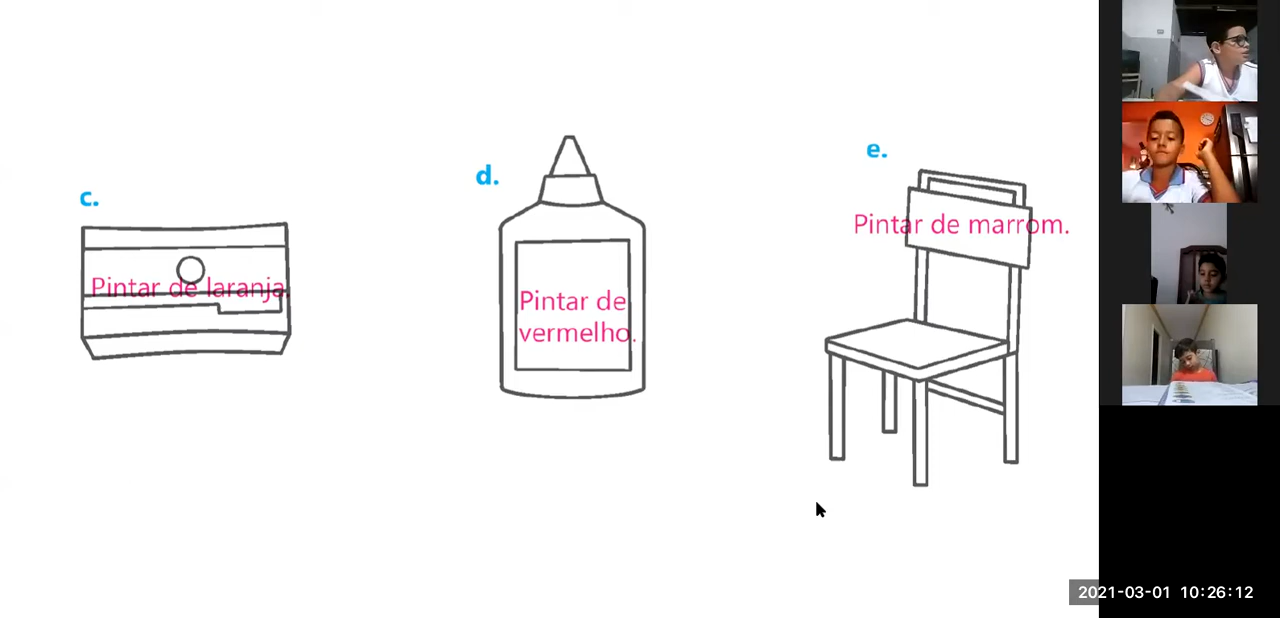 c.
Pintar de laranja.
d.
Pintar de
vermelho.
e.
Pintar de marrom.
2021-03-01 10:26:12